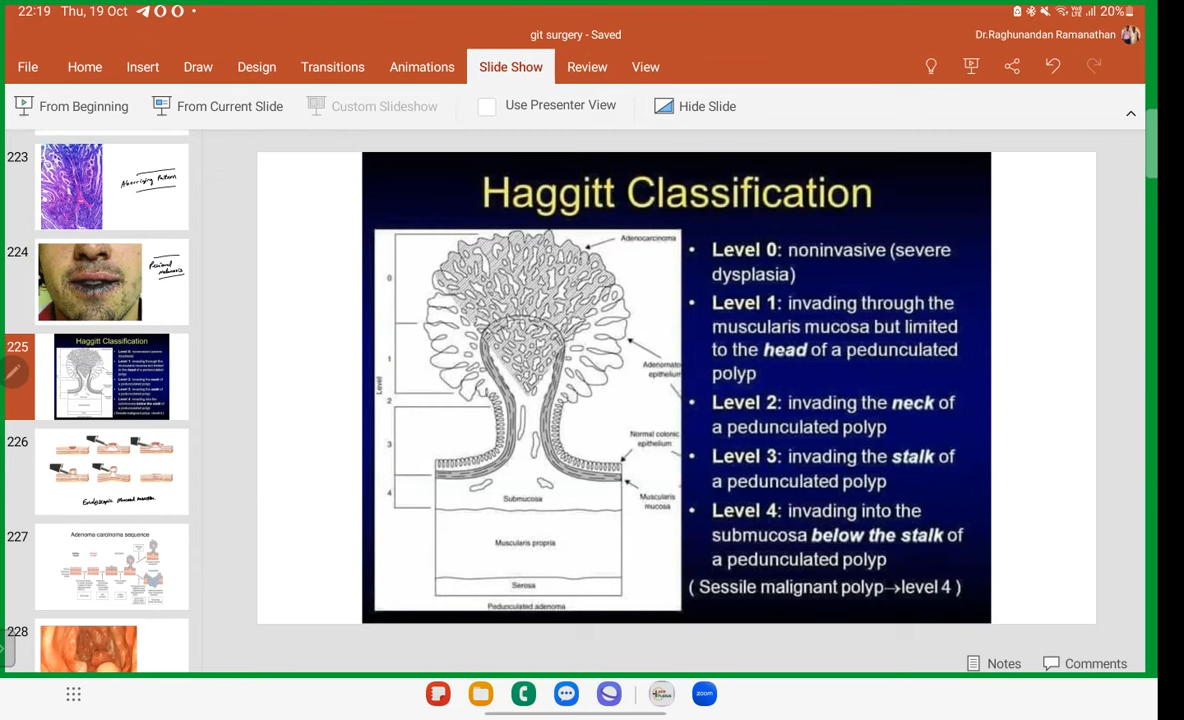 22:19 Thu, 19 Oct
20%
git surgery - Saved
Dr.Raghunandan Ramanathan
File Home Insert Draw Design Transitions Animations Slide Show Review View
From Beginning From Current Slide Custom Slideshow Use Presenter View Hide Slide
223
224
225
226
227
228
Haggitt Classification
Adenoma carcinoma sequence
Haggitt Classification
Adenocarcinoma
Adenomato
epithelium
Normal colonic
epithelium
Muscularis
mucosa
Level
0
1
2
3
4
Submucosa
Muscularis propria
Serosa
Pedunculated adenoma
• Level 0: noninvasive (severe
dysplasia)
• Level 1: invading through the
muscularis mucosa but limited
to the head of a pedunculated
polyp
• Level 2: invading the neck of
a pedunculated polyp
• Level 3: invading the stalk of
a pedunculated polyp
• Level 4: invading into the
submucosa below the stalk of
a pedunculated polyp
( Sessile malignant polyp→level 4 )
Notes Comments
zoom